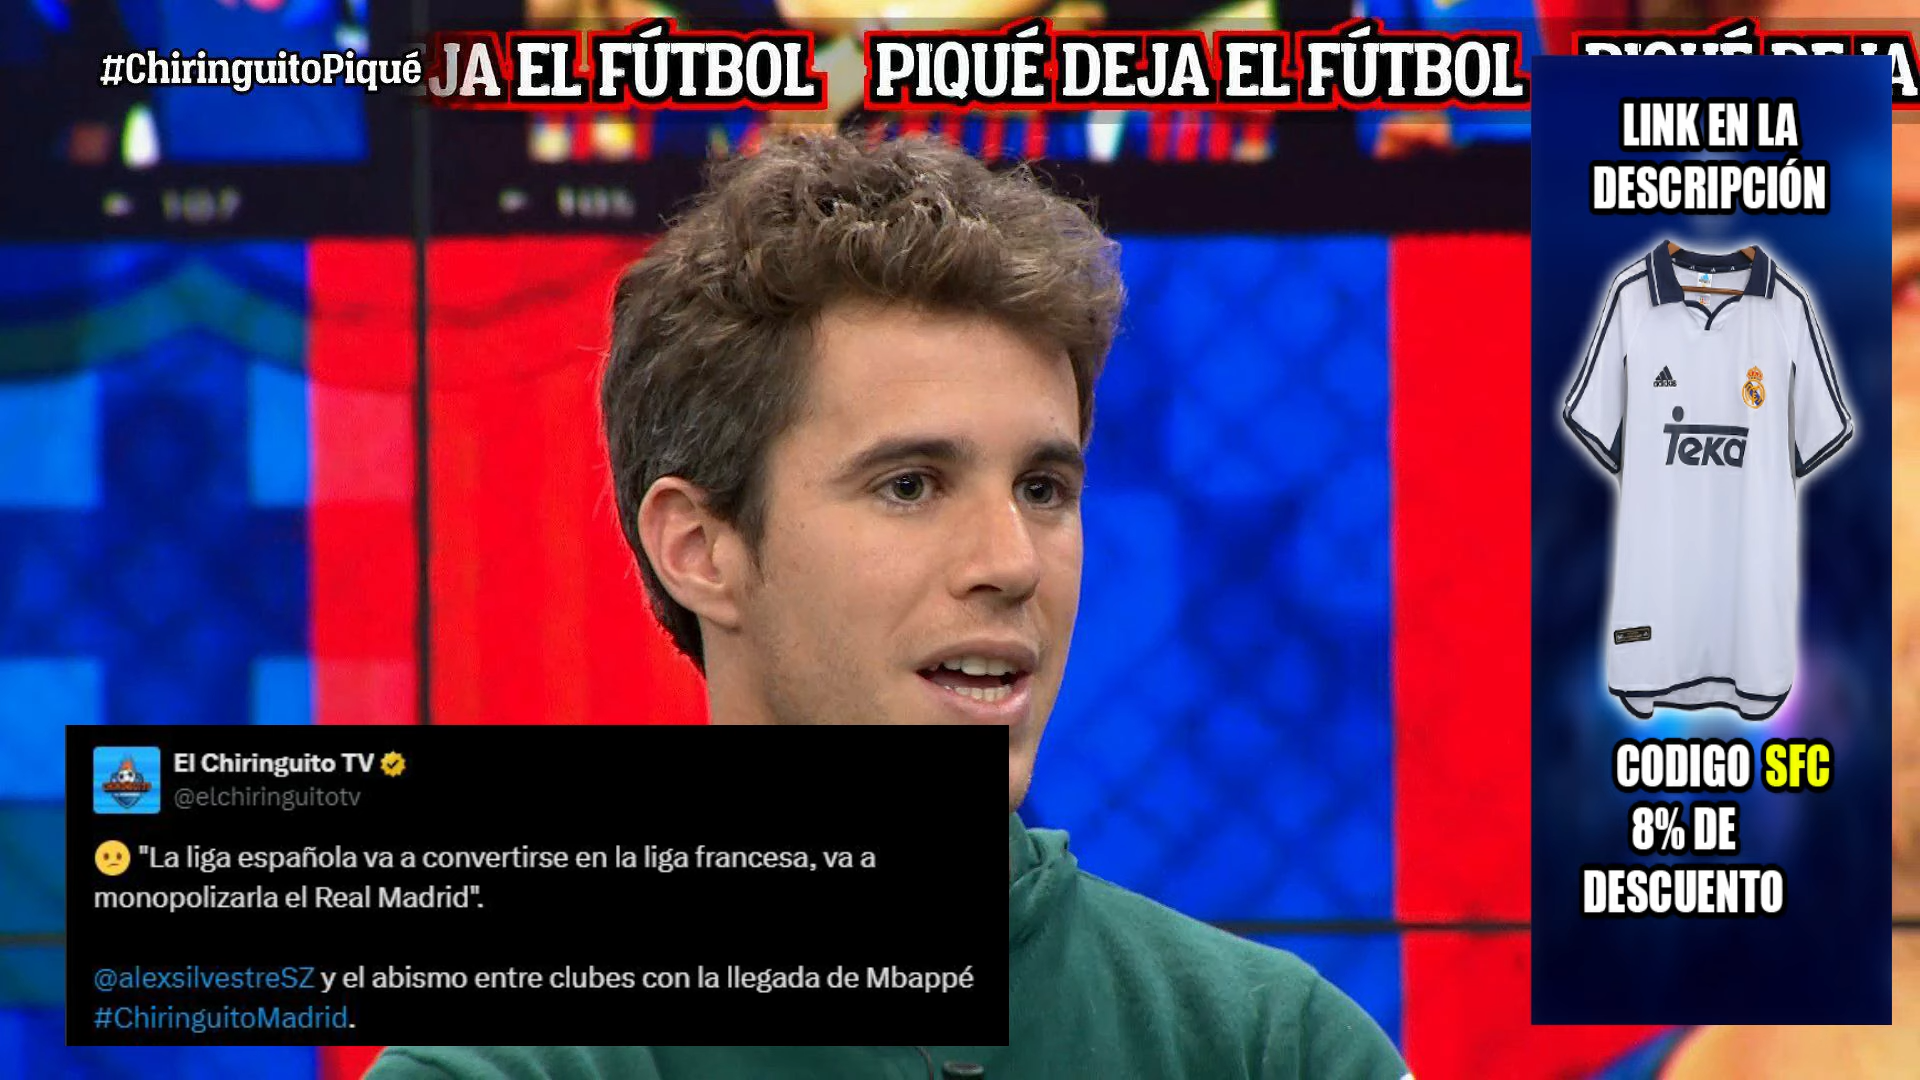 #ChiringuitoPiqué
JA EL FÚTBOL PIQUÉ DEJA EL FÚTBOL PIQUÉ DEJA
LINK EN LA
DESCRIPCIÓN
adidas
Teka
CODIGO SFC
8% DE
DESCUENTO
El Chiringuito TV
@elchiringuitotv
😕 "La liga española va a convertirse en la liga francesa, va a
monopolizarla el Real Madrid".
@alexsilvestreSZ y el abismo entre clubes con la llegada de Mbappé
#ChiringuitoMadrid.